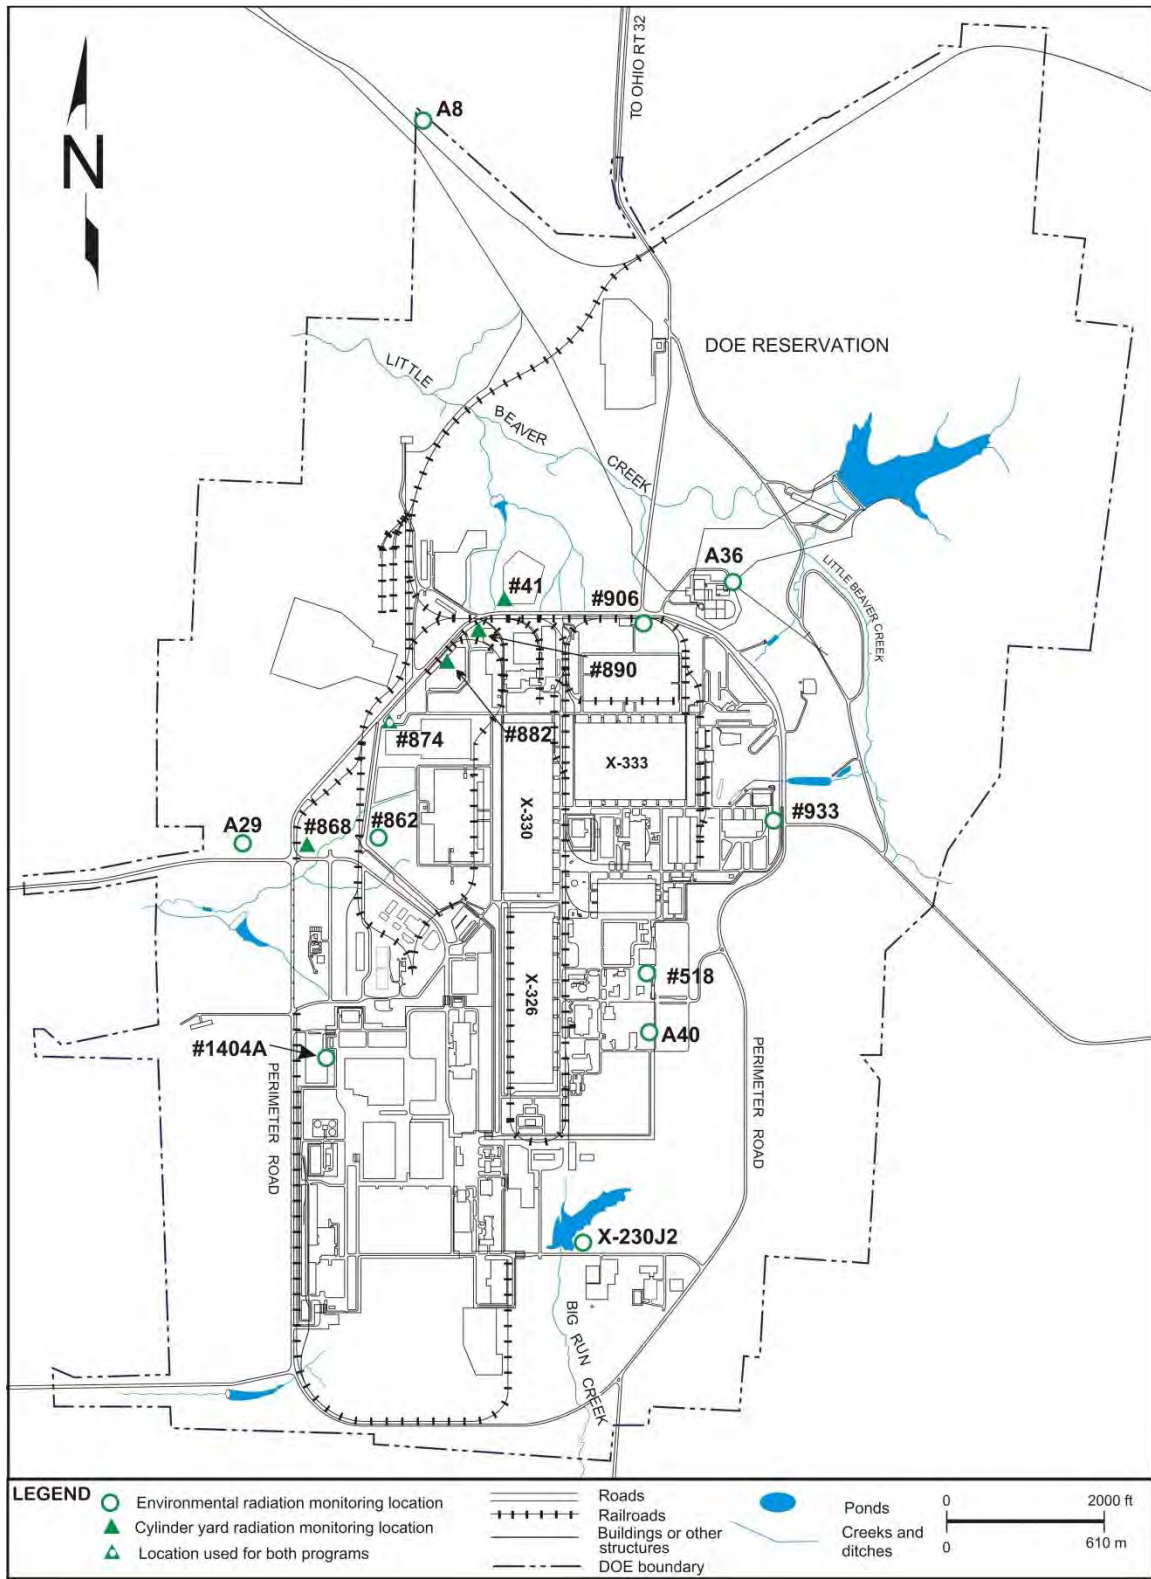 TO OHIO RT 32
A8
N
DOE RESERVATION
LITTLE
BEAVER
CREEK
A36
#41
#906
LITTLE BEAVER CREEK
#890
#874
#882
X-333
X-330
A29
#868
#862
#933
X-326
#518
A40
#1404A
PERIMETER ROAD
PERIMETER ROAD
X-230J2
BIG RUN CREEK
LEGEND
Environmental radiation monitoring location
Cylinder yard radiation monitoring location
Location used for both programs
Roads
Railroads
Buildings or other
structures
DOE boundary
Ponds
Creeks and
ditches
0 2000 ft
0 610 m